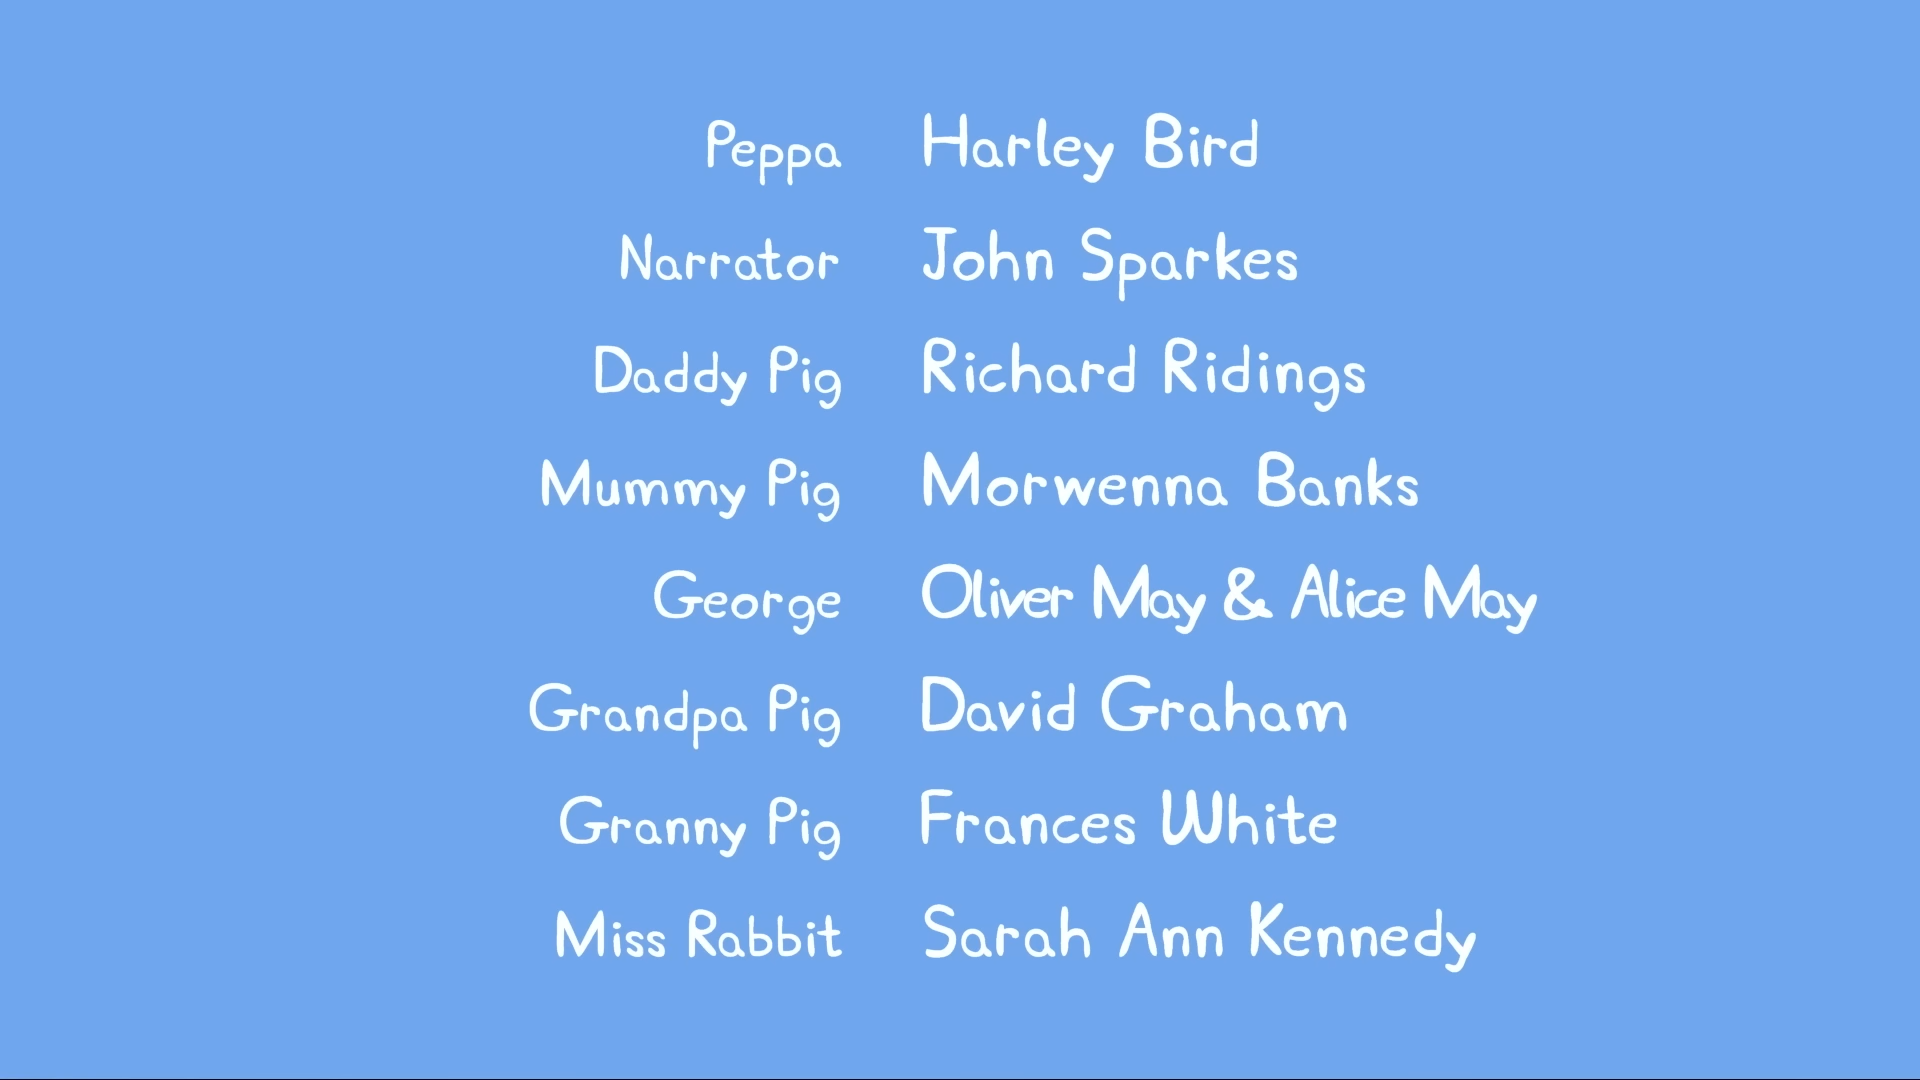 Peppa Harley Bird
Narrator John Sparkes
Daddy Pig Richard Ridings
Mummy Pig Morwenna Banks
George Oliver May & Alice May
Grandpa Pig David Graham
Granny Pig Frances White
Miss Rabbit Sarah Ann Kennedy